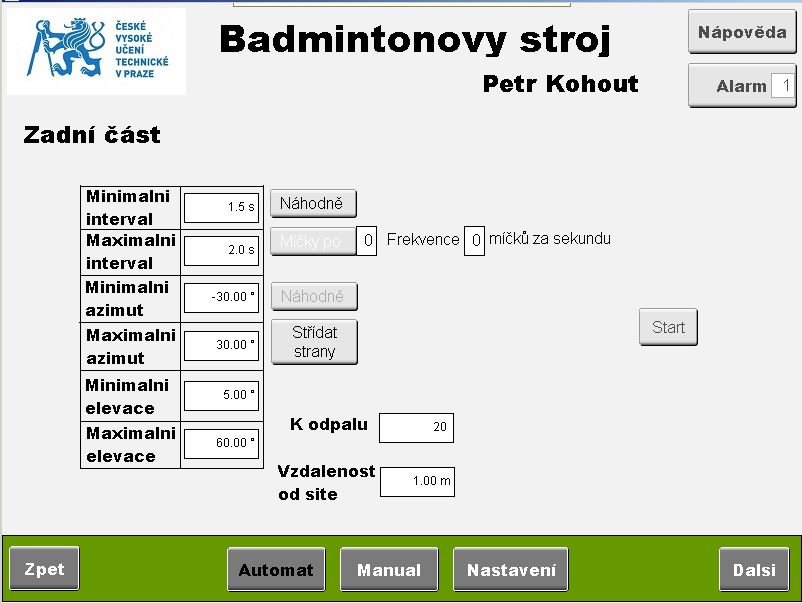 ČESKÉ
VYSOKÉ
UČENÍ
TECHNICKÉ
V PRAZE
Badmintonovy stroj
Petr Kohout
Nápověda
Alarm 1
Zadní část
Minimalni
interval
1.5 s
Náhodně
Maximalni
interval
2.0 s
Míčky po 0 Frekvence 0 míčků za sekundu
Minimalni
azimut
-30.00 °
Náhodně
Maximalni
azimut
30.00 °
Střídat
strany
Start
Minimalni
elevace
5.00 °
Maximalni
elevace
60.00 °
K odpalu 20
Vzdalenost
od site
1.00 m
Zpet
Automat
Manual
Nastavení
Dalsi